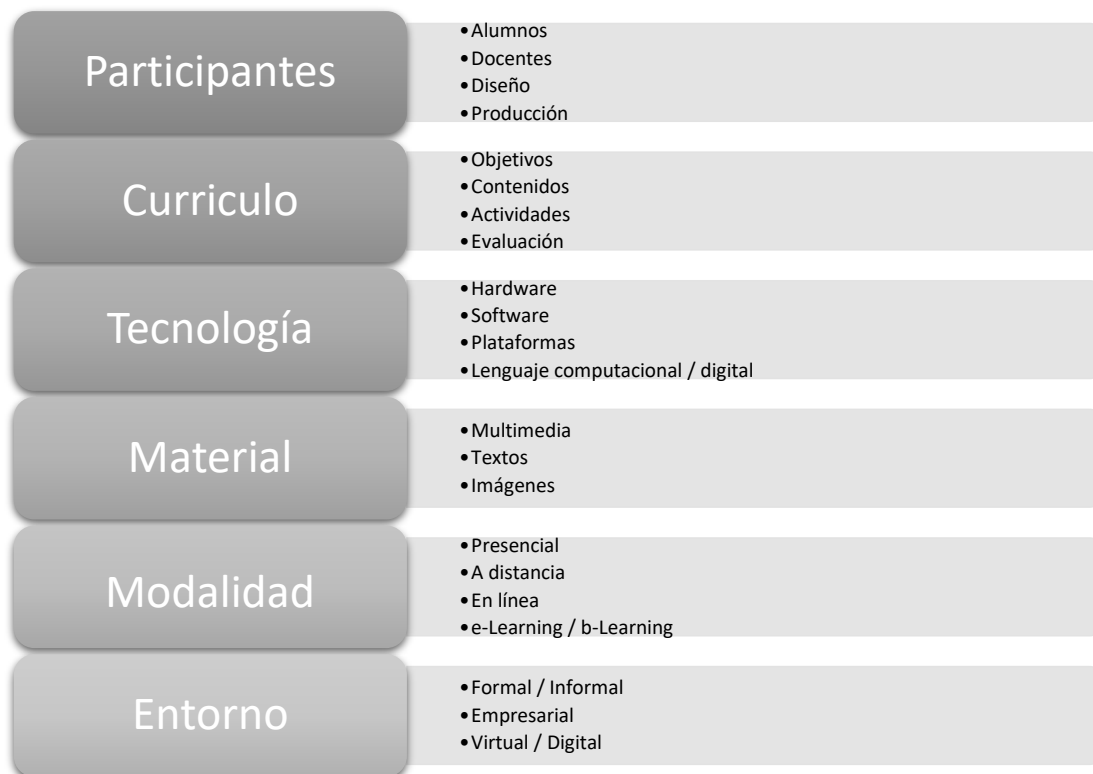 Participantes
•Alumnos
•Docentes
•Diseño
•Producción
Curriculo
•Objetivos
•Contenidos
•Actividades
•Evaluación
Tecnología
•Hardware
•Software
•Plataformas
•Lenguaje computacional / digital
Material
•Multimedia
•Textos
•Imágenes
Modalidad
•Presencial
•A distancia
•En línea
•e-Learning / b-Learning
Entorno
•Formal / Informal
•Empresarial
•Virtual / Digital